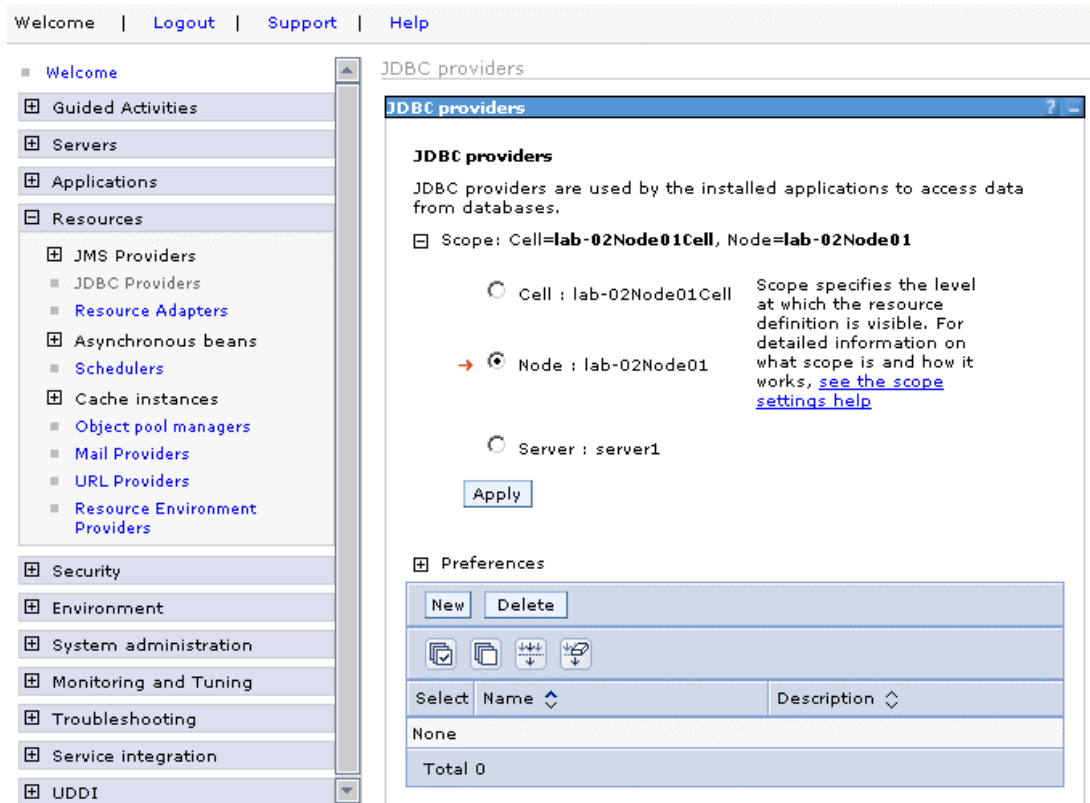 Welcome | Logout | Support | Help
Welcome
Guided Activities
Servers
Applications
Resources
JMS Providers
JDBC Providers
Resource Adapters
Asynchronous beans
Schedulers
Cache instances
Object pool managers
Mail Providers
URL Providers
Resource Environment
Providers
Security
Environment
System administration
Monitoring and Tuning
Troubleshooting
Service integration
UDDI
JDBC providers
JDBC providers ? –
JDBC providers
JDBC providers are used by the installed applications to access data
from databases.
Scope: Cell=lab-02Node01Cell, Node=lab-02Node01
Cell : lab-02Node01Cell
Node : lab-02Node01
Server : server1
Scope specifies the level
at which the resource
definition is visible. For
detailed information on
what scope is and how it
works, see the scope
settings help
Apply
Preferences
New Delete
Select Name Description
None
Total 0